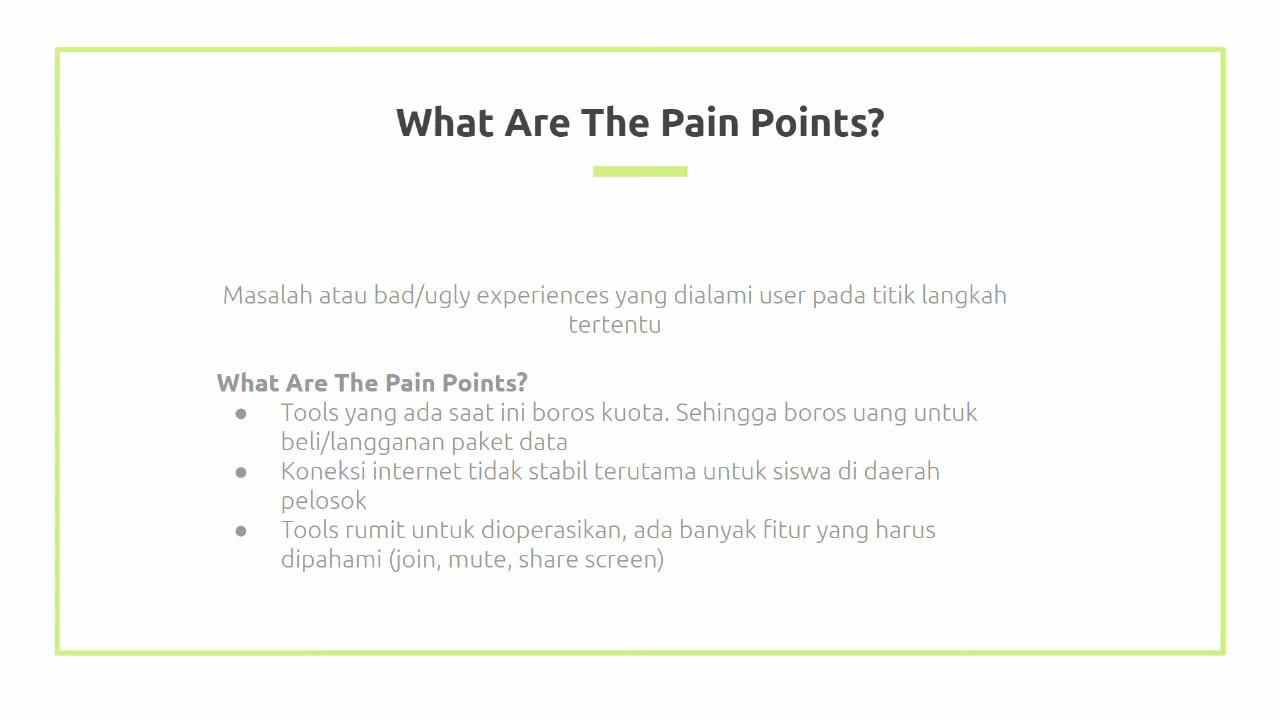 What Are The Pain Points?
Masalah atau bad/ugly experiences yang dialami user pada titik langkah
tertentu
What Are The Pain Points?
● Tools yang ada saat ini boros kuota. Sehingga boros uang untuk
beli/langganan paket data
● Koneksi internet tidak stabil terutama untuk siswa di daerah
pelosok
● Tools rumit untuk dioperasikan, ada banyak fitur yang harus
dipahami (join, mute, share screen)